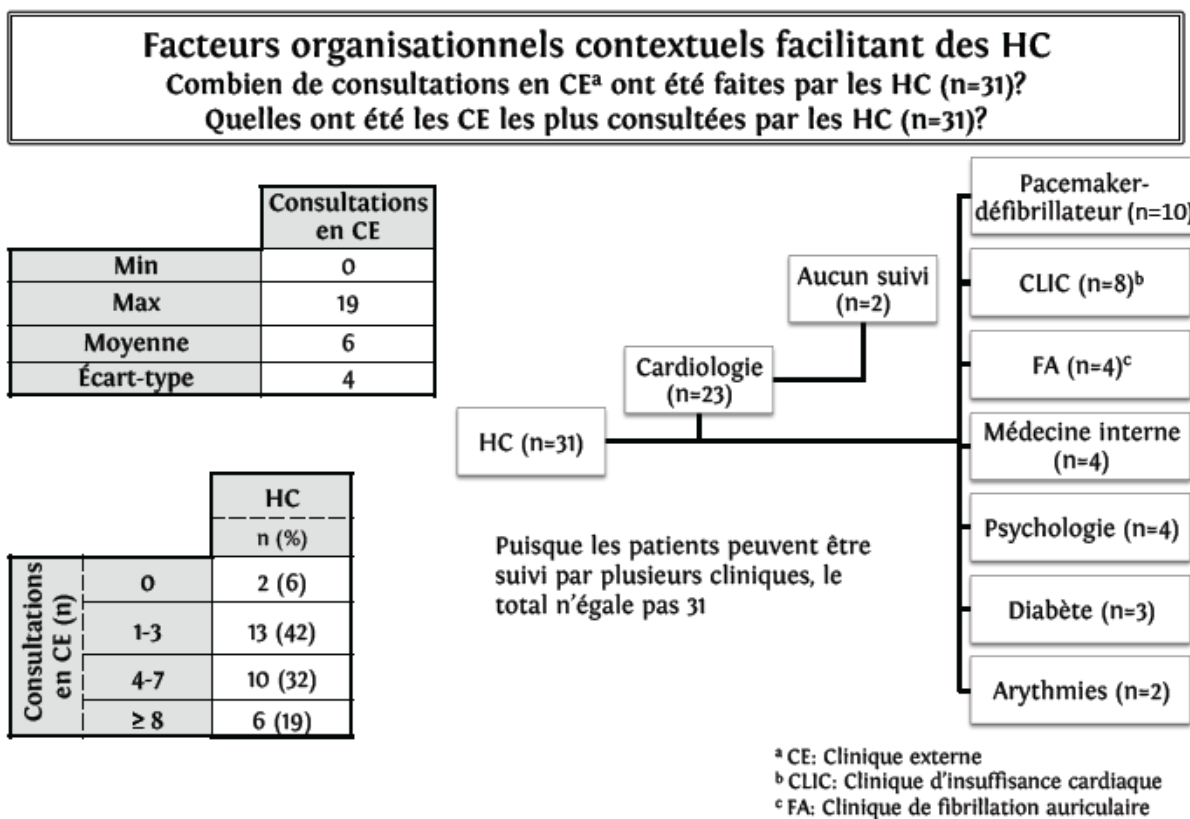 Facteurs organisationnels contextuels facilitant des HC
Combien de consultations en CEᵃ ont été faites par les HC (n=31)?
Quelles ont été les CE les plus consultées par les HC (n=31)?
Consultations
en CE
Min 0
Max 19
Moyenne 6
Écart-type 4
HC
n (%)
Consultations
en CE (n)
0 2 (6)
1-3 13 (42)
4-7 10 (32)
≥ 8 6 (19)
HC (n=31)
Cardiologie
(n=23)
Aucun suivi
(n=2)
Pacemaker-
défibrillateur (n=10)
CLIC (n=8)ᵇ
FA (n=4)ᶜ
Médecine interne
(n=4)
Psychologie (n=4)
Diabète (n=3)
Arythmies (n=2)
Puisque les patients peuvent être
suivi par plusieurs cliniques, le
total n'égale pas 31
ᵃ CE: Clinique externe
ᵇ CLIC: Clinique d'insuffisance cardiaque
ᶜ FA: Clinique de fibrillation auriculaire